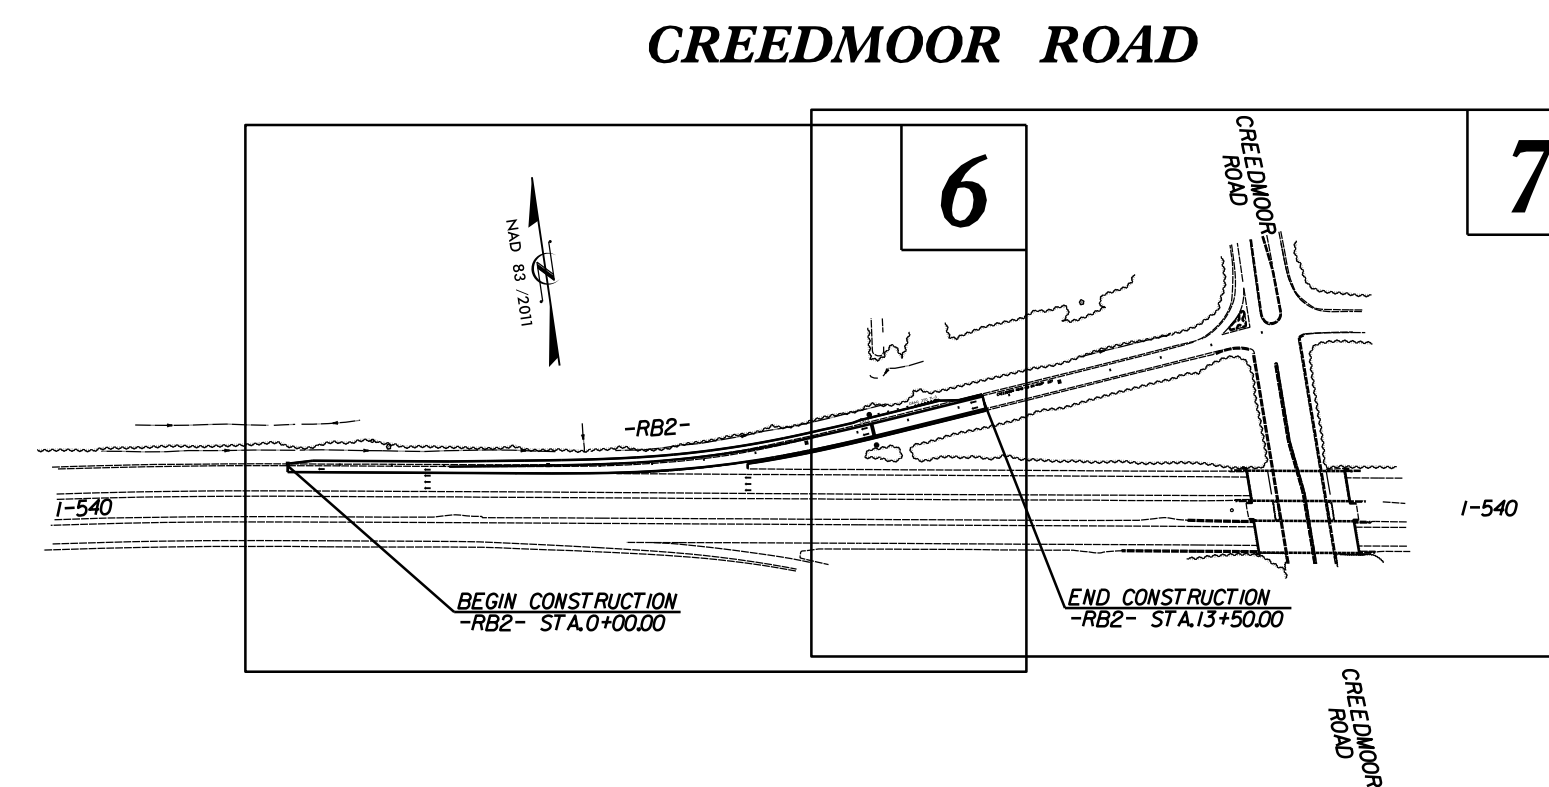 CREEDMOOR ROAD
6
7
CREEDMOOR
ROAD
NAD 83 /2011
-RB2-
I-540
I-540
BEGIN CONSTRUCTION
-RB2- STA.0+00.00
END CONSTRUCTION
-RB2- STA.13+50.00
CREEDMOOR
ROAD